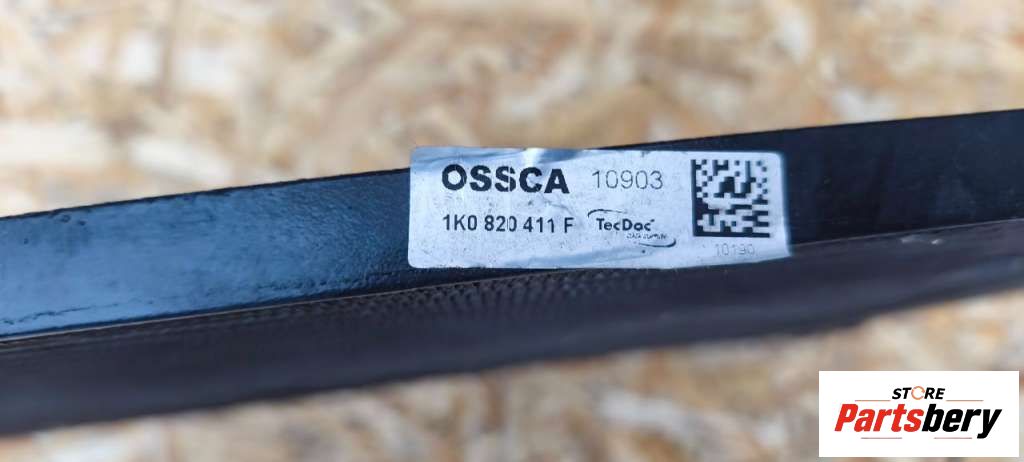 OSSCA 10903
1K0 820 411 F TecDoc
10190
STORE
Partsbery